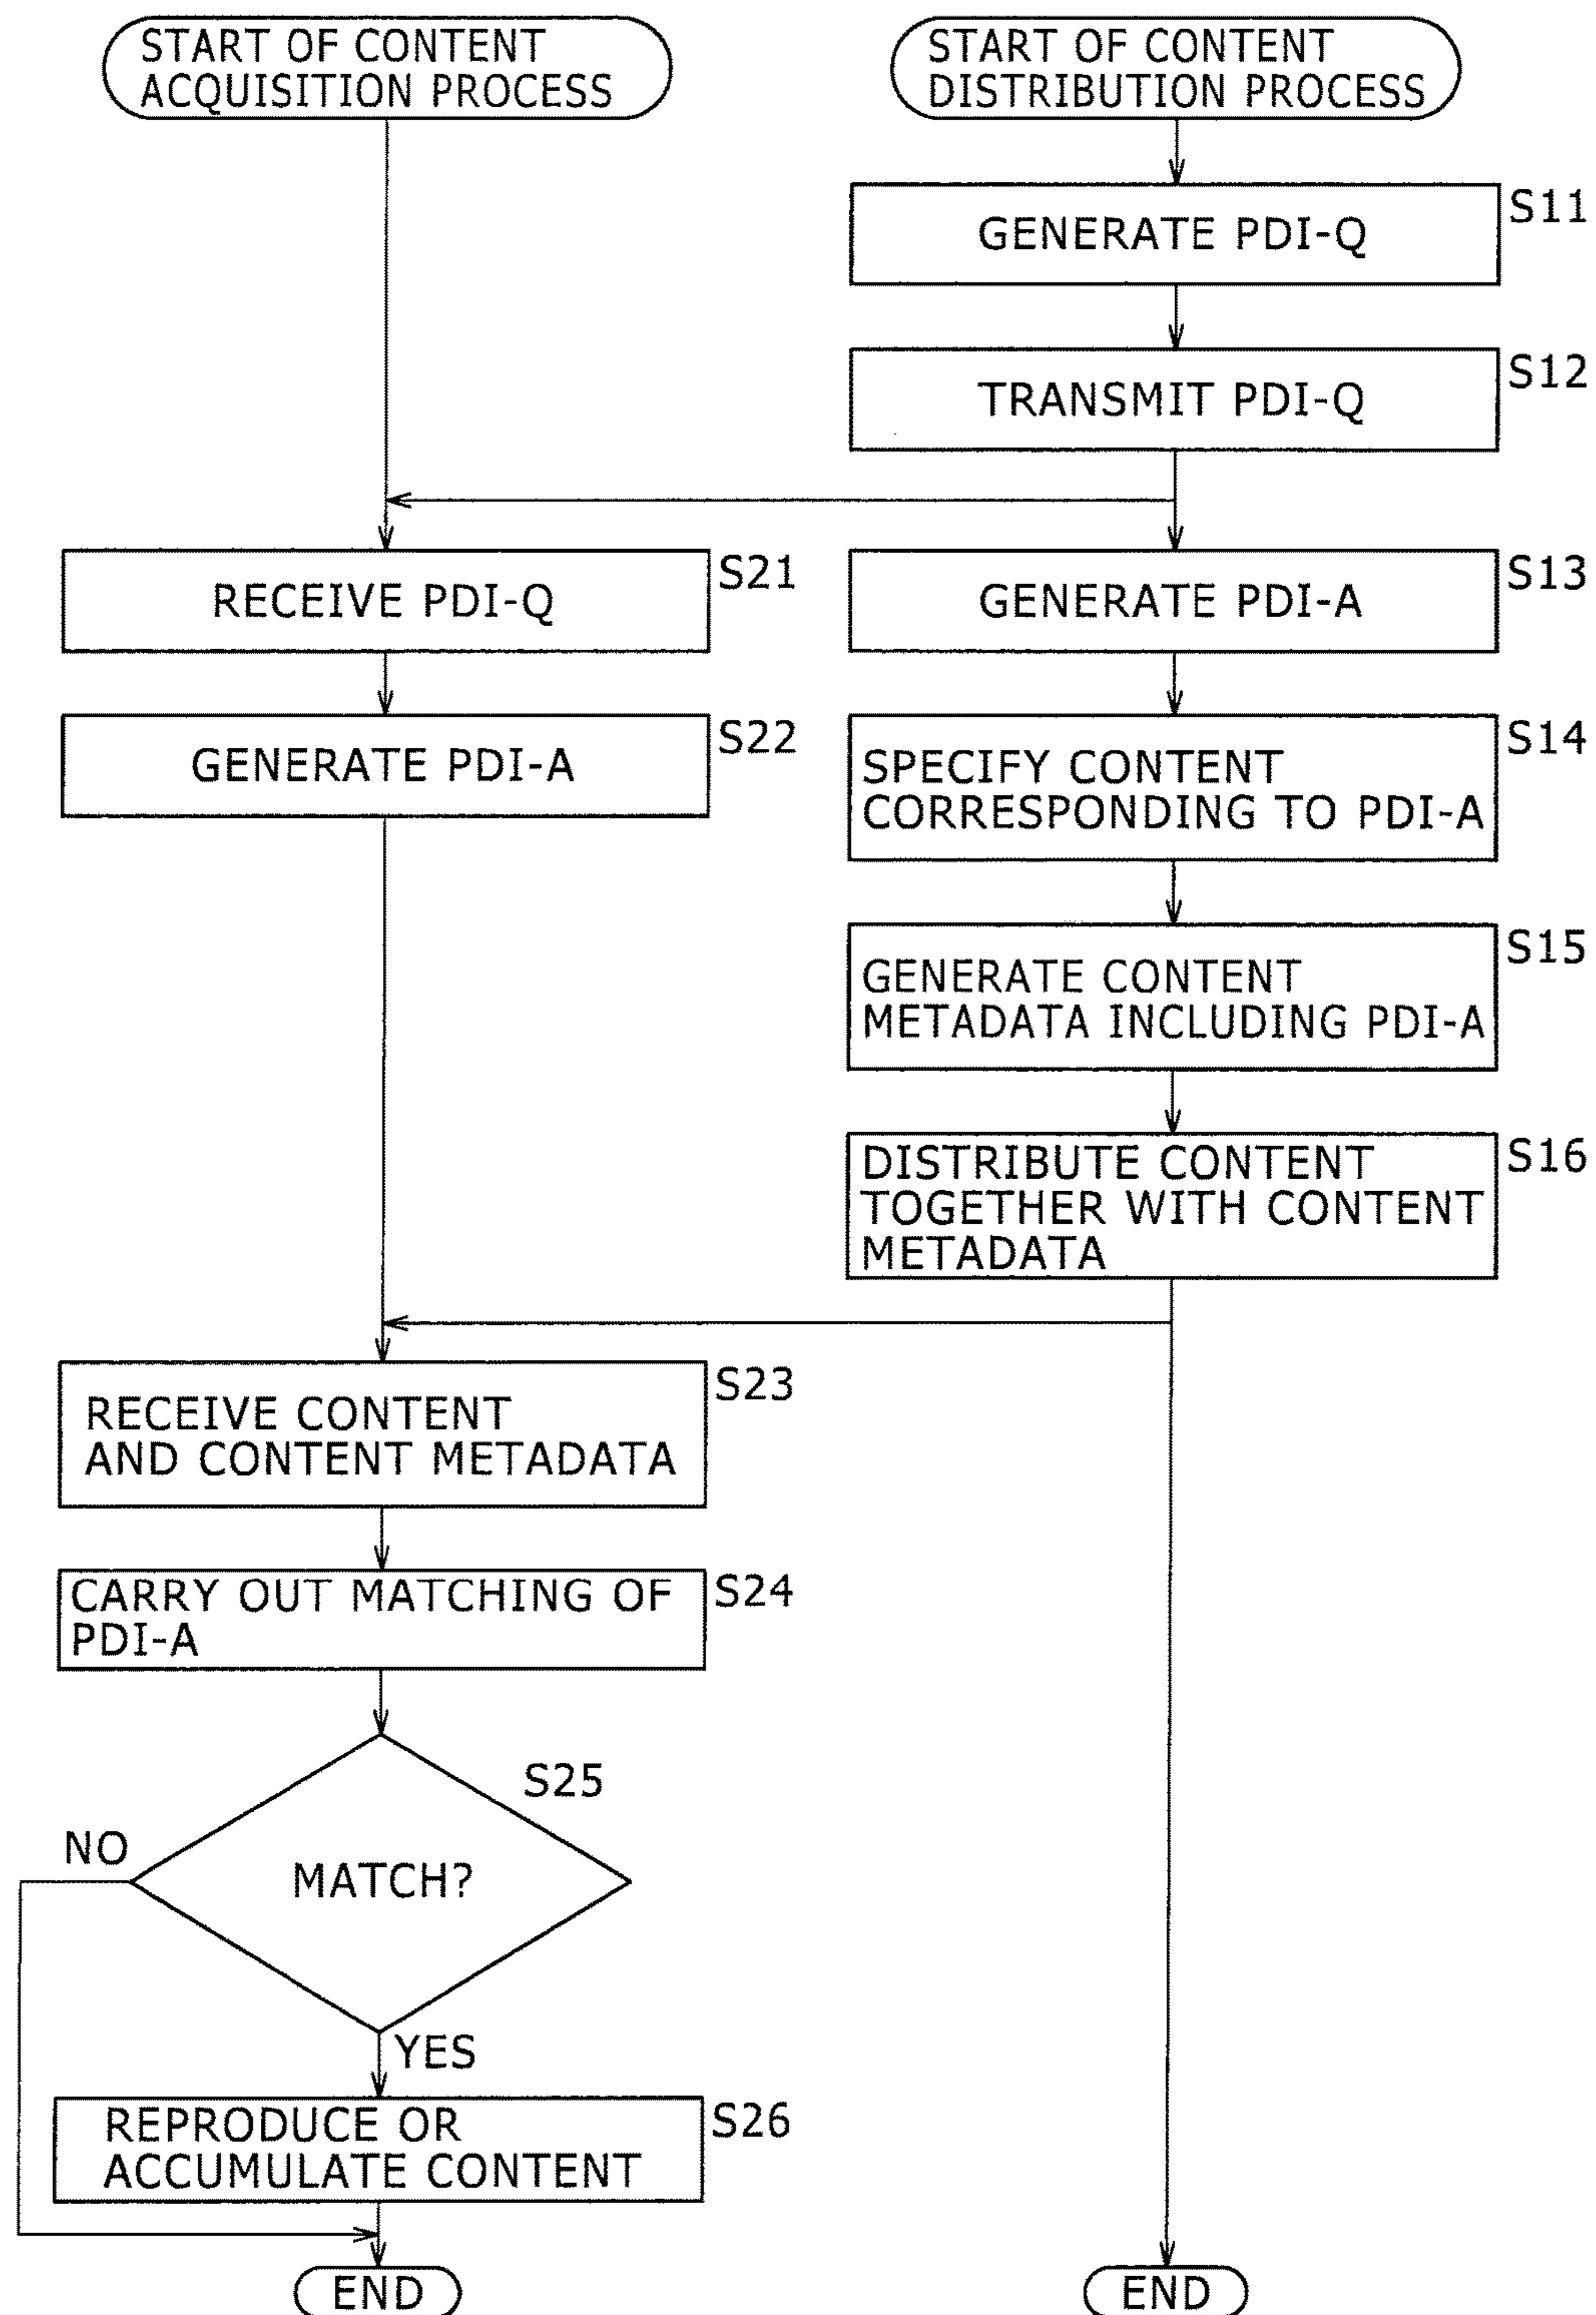 START OF CONTENT
ACQUISITION PROCESS
START OF CONTENT
DISTRIBUTION PROCESS
GENERATE PDI-Q
S11
TRANSMIT PDI-Q
S12
RECEIVE PDI-Q
S21
GENERATE PDI-A
S13
GENERATE PDI-A
S22
SPECIFY CONTENT
CORRESPONDING TO PDI-A
S14
GENERATE CONTENT
METADATA INCLUDING PDI-A
S15
DISTRIBUTE CONTENT
TOGETHER WITH CONTENT
METADATA
S16
RECEIVE CONTENT
AND CONTENT METADATA
S23
CARRY OUT MATCHING OF
PDI-A
S24
S25
NO
MATCH?
YES
REPRODUCE OR
ACCUMULATE CONTENT
S26
END
END